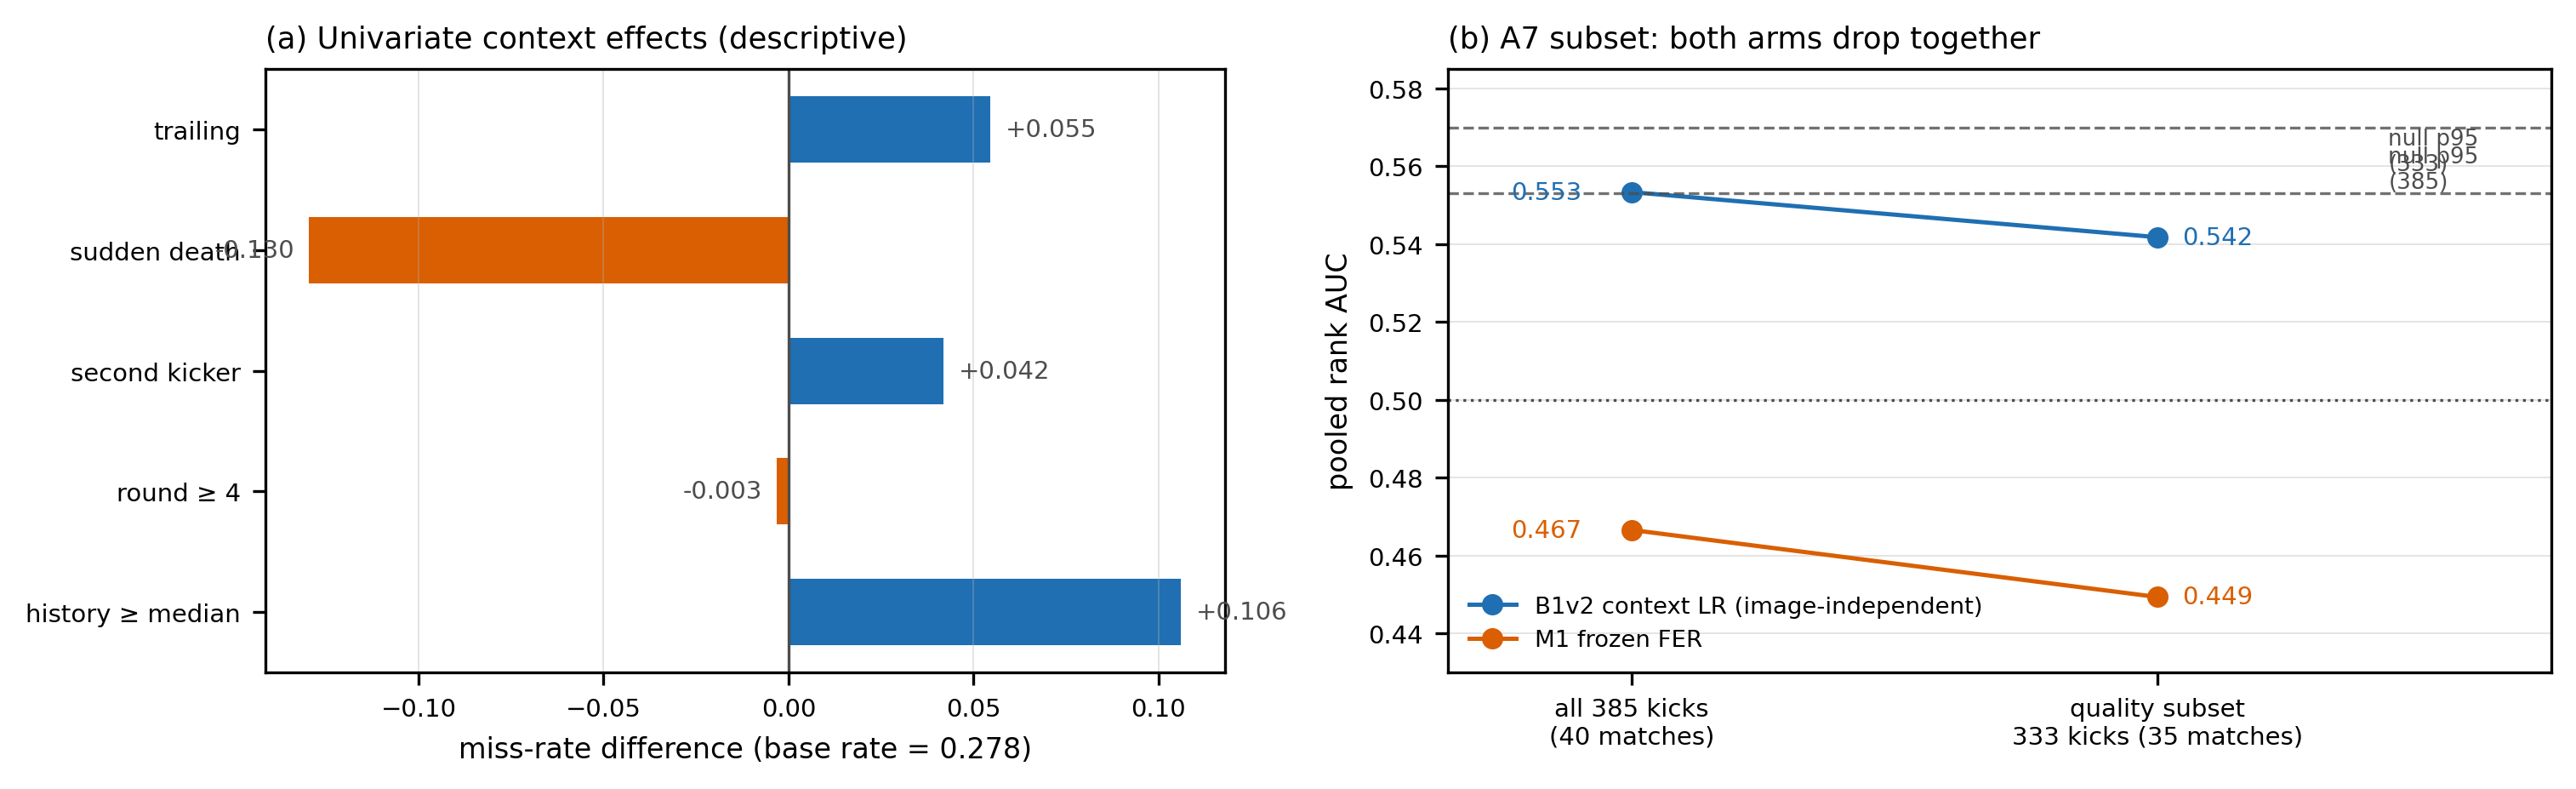 (a) Univariate context effects (descriptive)
trailing
+0.055
sudden death
-0.130
second kicker
+0.042
round ≥ 4
-0.003
history ≥ median
+0.106
−0.10
−0.05
0.00
0.05
0.10
miss-rate difference (base rate = 0.278)
(b) A7 subset: both arms drop together
pooled rank AUC
0.58
0.56
0.54
0.52
0.50
0.48
0.46
0.44
null p95
(333)
null p95
(385)
0.553
0.542
0.467
0.449
B1v2 context LR (image-independent)
M1 frozen FER
all 385 kicks
(40 matches)
quality subset
333 kicks (35 matches)